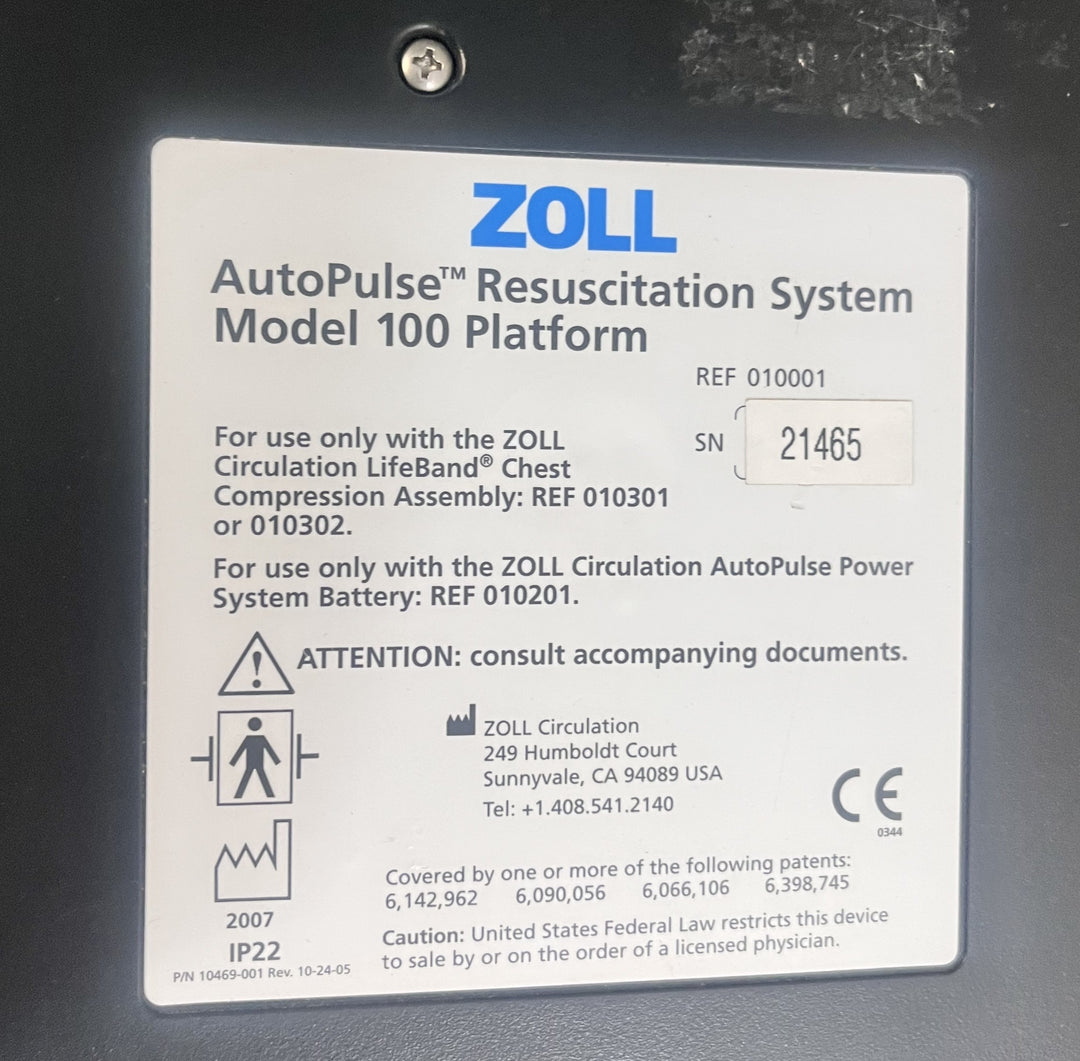 ZOLL
AutoPulse™ Resuscitation System
Model 100 Platform
REF 010001
SN 21465
For use only with the ZOLL
Circulation LifeBand® Chest
Compression Assembly: REF 010301
or 010302.
For use only with the ZOLL Circulation AutoPulse Power
System Battery: REF 010201.
ATTENTION: consult accompanying documents.
ZOLL Circulation
249 Humboldt Court
Sunnyvale, CA 94089 USA
Tel: +1.408.541.2140
CE
0344
Covered by one or more of the following patents:
6,142,962 6,090,056 6,066,106 6,398,745
Caution: United States Federal Law restricts this device
to sale by or on the order of a licensed physician.
2007
IP22
P/N 10469-001 Rev. 10-24-05